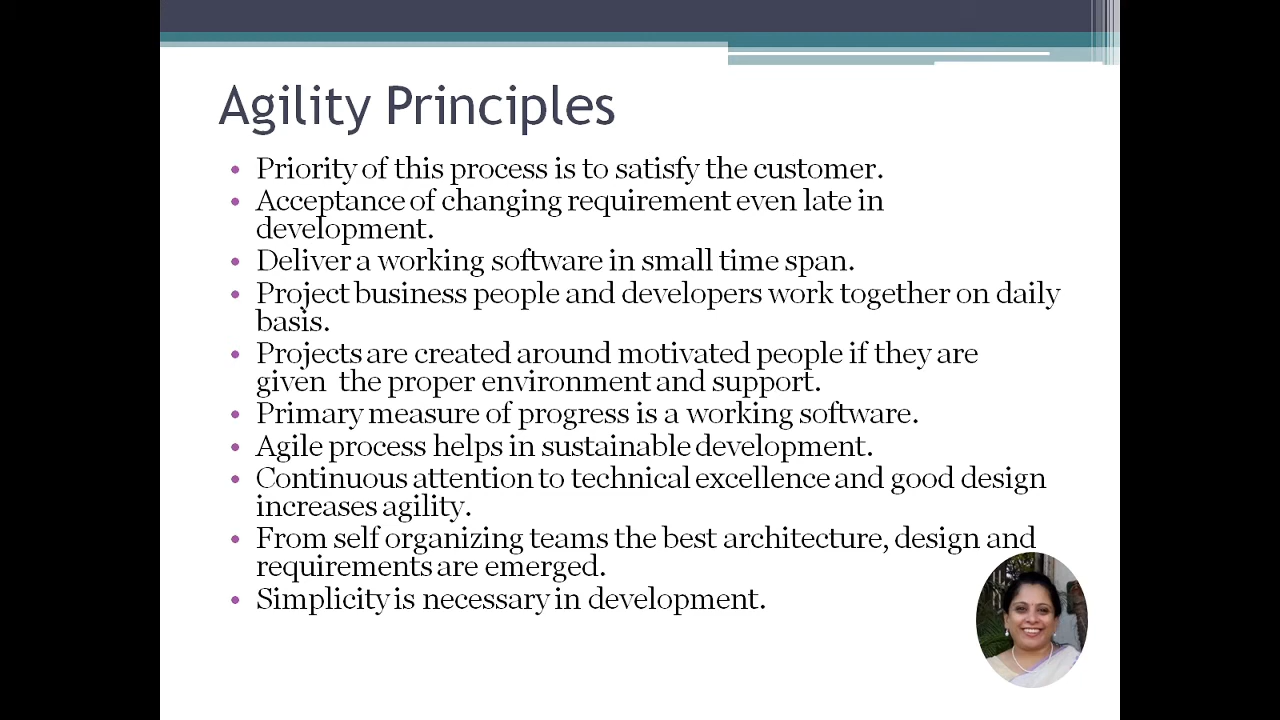 Agility Principles
• Priority of this process is to satisfy the customer.
• Acceptance of changing requirement even late in
development.
• Deliver a working software in small time span.
• Project business people and developers work together on daily
basis.
• Projects are created around motivated people if they are
given  the proper environment and support.
• Primary measure of progress is a working software.
• Agile process helps in sustainable development.
• Continuous attention to technical excellence and good design
increases agility.
• From self organizing teams the best architecture, design and
requirements are emerged.
• Simplicity is necessary in development.